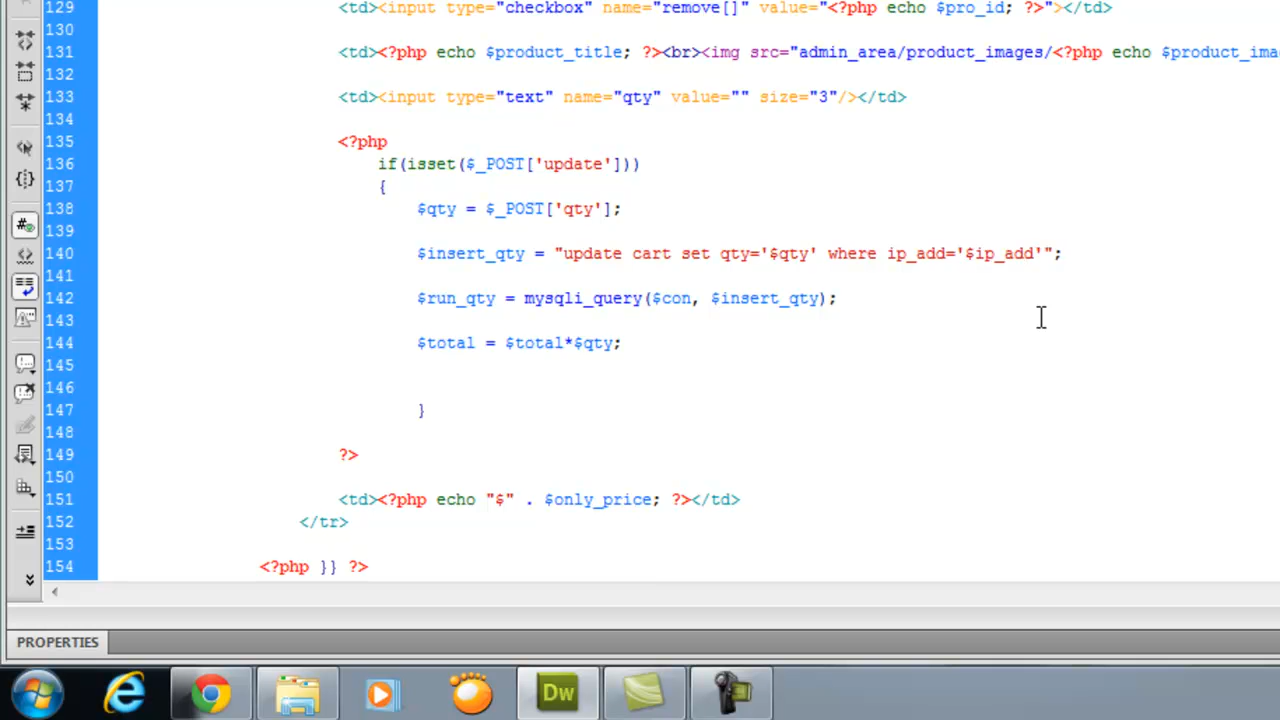 129 <td><input type="checkbox" name="remove[]" value="<?php echo $pro_id; ?>"></td>
130
131 <td><?php echo $product_title; ?><br><img src="admin_area/product_images/<?php echo $product_ima
132
133 <td><input type="text" name="qty" value="" size="3"/></td>
134
135 <?php
136 if(isset($_POST['update']))
137 {
138 $qty = $_POST['qty'];
139
140 $insert_qty = "update cart set qty='$qty' where ip_add='$ip_add'";
141
142 $run_qty = mysqli_query($con, $insert_qty);
143
144 $total = $total*$qty;
145
146
147 }
148
149 ?>
150
151 <td><?php echo "$" . $only_price; ?></td>
152 </tr>
153
154 <?php }} ?>
PROPERTIES
Dw